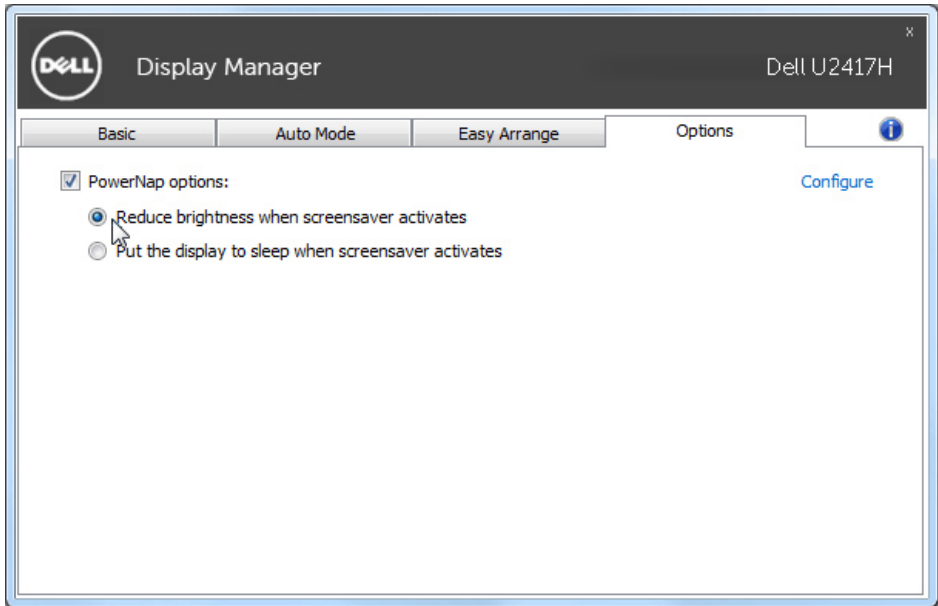 x
DELL Display Manager Dell U2417H
Basic Auto Mode Easy Arrange Options i
PowerNap options: Configure
Reduce brightness when screensaver activates
Put the display to sleep when screensaver activates